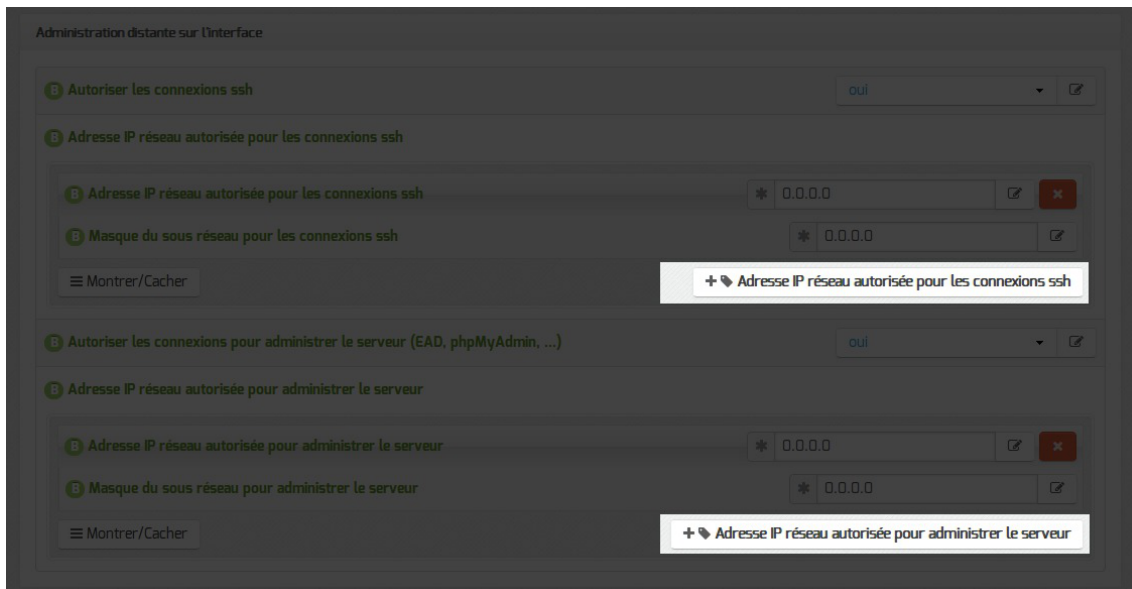 Administration distante sur l'interface
B Autoriser les connexions ssh oui
B Adresse IP réseau autorisée pour les connexions ssh
B Adresse IP réseau autorisée pour les connexions ssh 0.0.0.0
B Masque du sous réseau pour les connexions ssh 0.0.0.0
Montrer/Cacher + Adresse IP réseau autorisée pour les connexions ssh
B Autoriser les connexions pour administrer le serveur (EAD, phpMyAdmin, ...) oui
B Adresse IP réseau autorisée pour administrer le serveur
B Adresse IP réseau autorisée pour administrer le serveur 0.0.0.0
B Masque du sous réseau pour administrer le serveur 0.0.0.0
Montrer/Cacher + Adresse IP réseau autorisée pour administrer le serveur